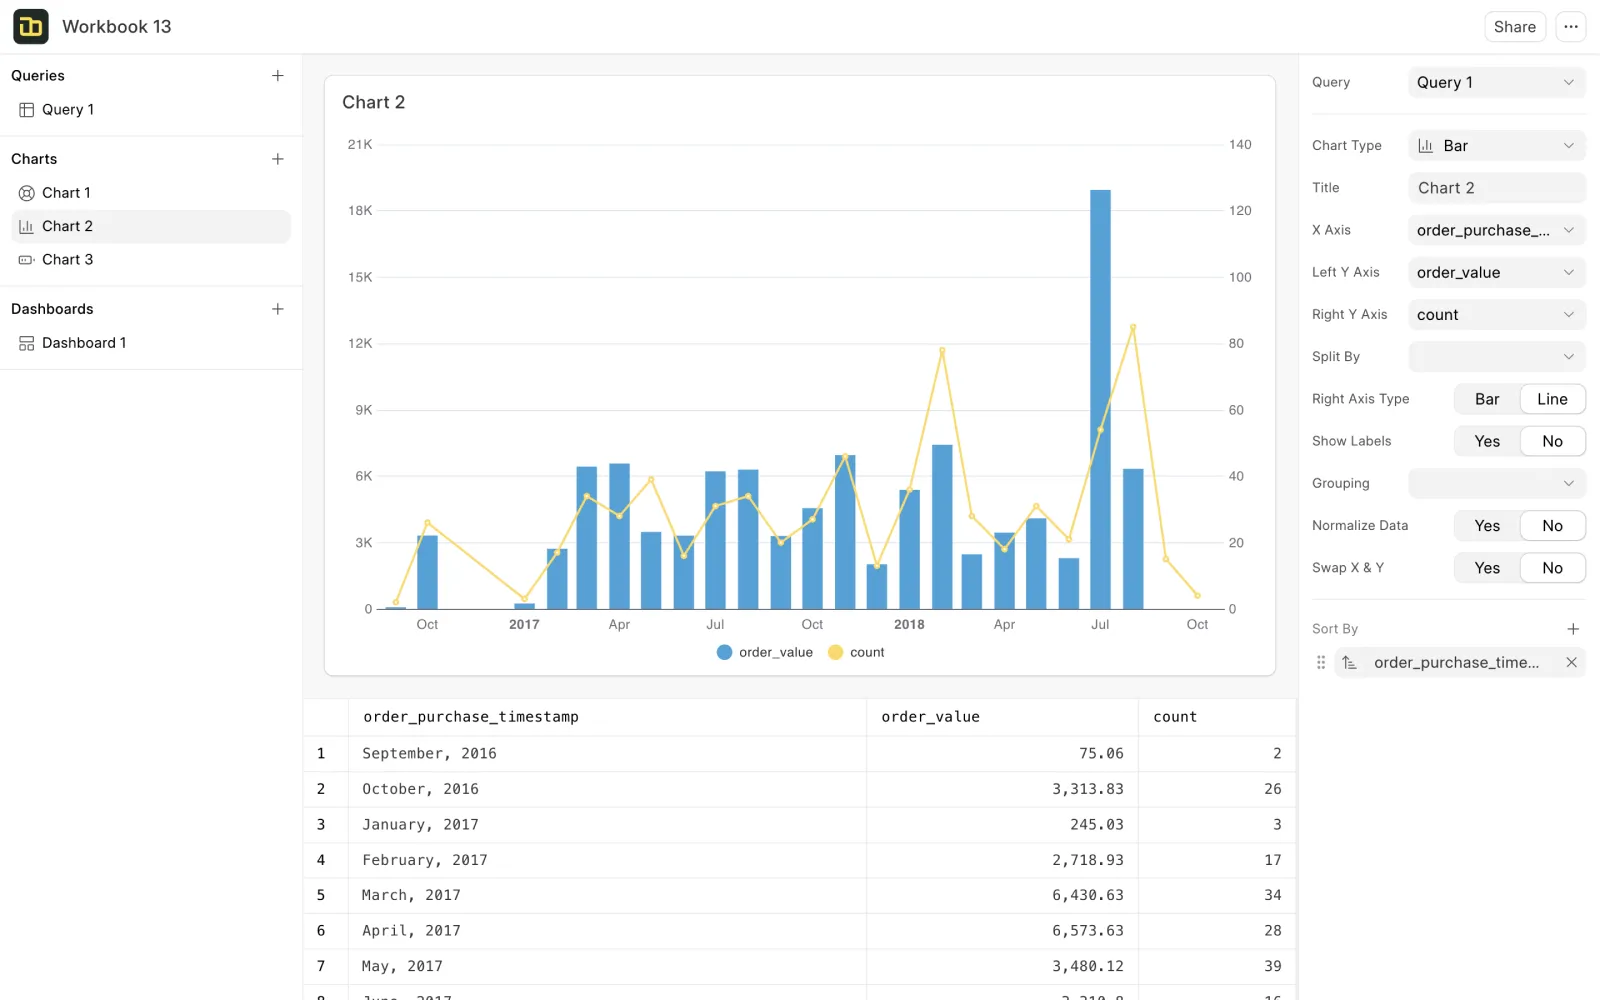 Workbook 13
Share
Queries
Query 1
Charts
Chart 1
Chart 2
Chart 3
Dashboards
Dashboard 1
Chart 2
21K 140
18K 120
15K 100
12K 80
9K 60
6K 40
3K 20
0 0
Oct 2017 Apr Jul Oct 2018 Apr Jul Oct
order_value count
order_purchase_timestamp order_value count
1 September, 2016 75.06 2
2 October, 2016 3,313.83 26
3 January, 2017 245.03 3
4 February, 2017 2,718.93 17
5 March, 2017 6,430.63 34
6 April, 2017 6,573.63 28
7 May, 2017 3,480.12 39
8 June, 2017 3,310.8 16
Query Query 1
Chart Type Bar
Title Chart 2
X Axis order_purchase_...
Left Y Axis order_value
Right Y Axis count
Split By
Right Axis Type Bar Line
Show Labels Yes No
Grouping
Normalize Data Yes No
Swap X & Y Yes No
Sort By
order_purchase_time...